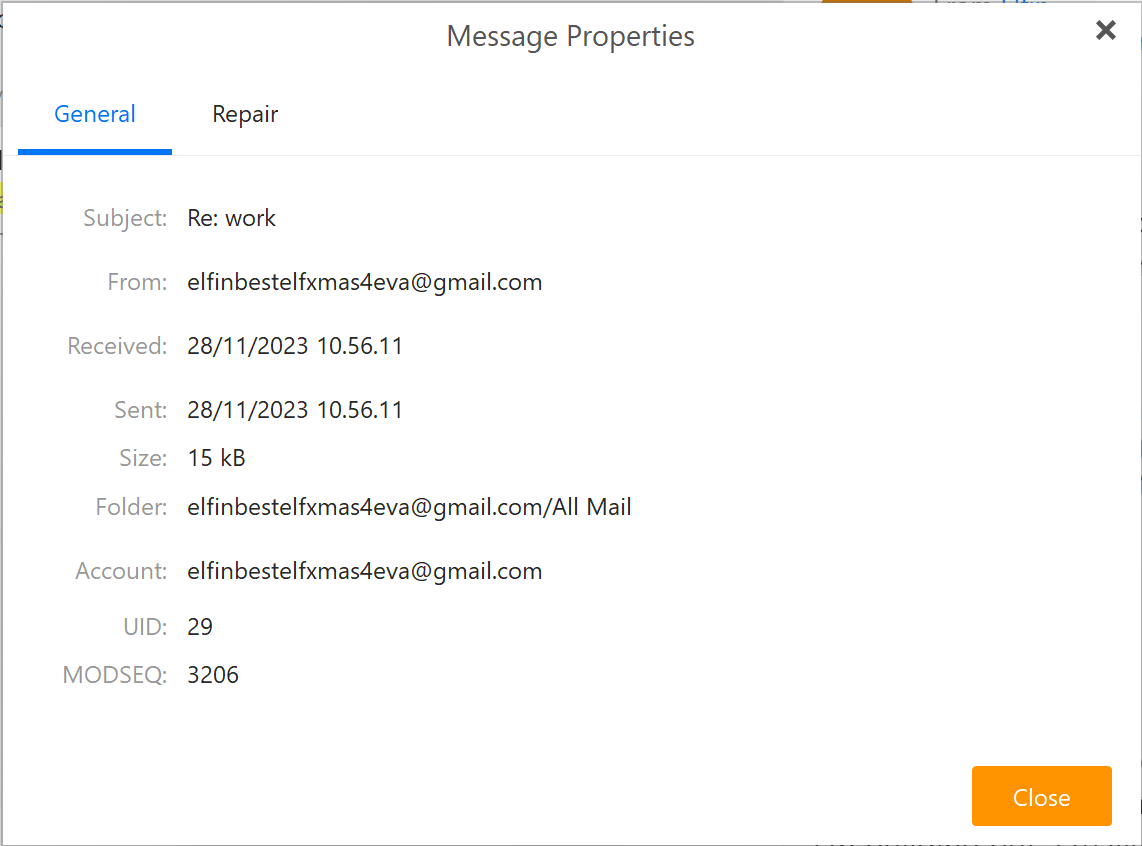 Message Properties
General Repair
Subject: Re: work
From: elfinbestelfxmas4eva@gmail.com
Received: 28/11/2023 10.56.11
Sent: 28/11/2023 10.56.11
Size: 15 kB
Folder: elfinbestelfxmas4eva@gmail.com/All Mail
Account: elfinbestelfxmas4eva@gmail.com
UID: 29
MODSEQ: 3206
Close